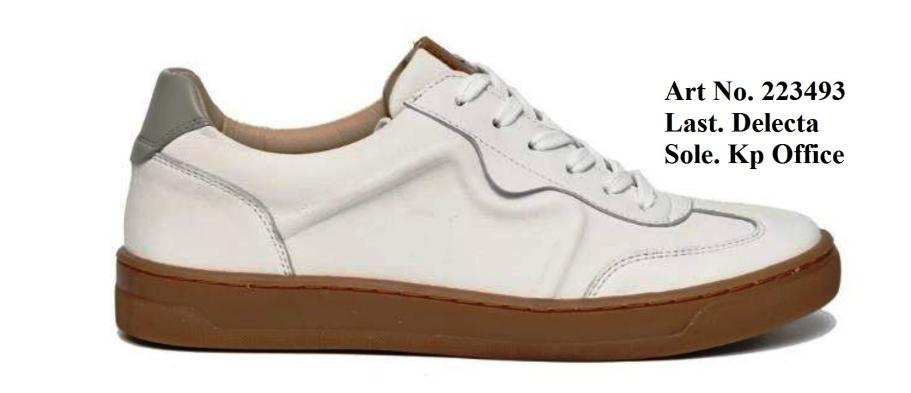 Art No. 223493
Last. Delecta
Sole. Kp Office